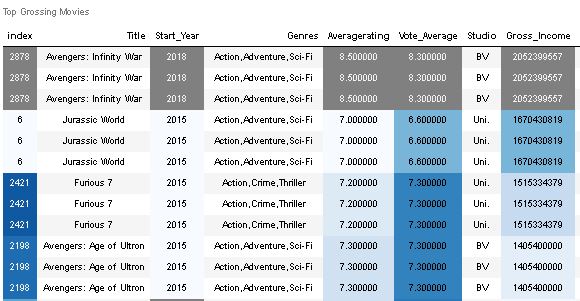 Top Grossing Movies
index Title Start_Year Genres Averagerating Vote_Average Studio Gross_Income
2878 Avengers: Infinity War 2018 Action,Adventure,Sci-Fi 8.500000 8.300000 BV 2052399557
2878 Avengers: Infinity War 2018 Action,Adventure,Sci-Fi 8.500000 8.300000 BV 2052399557
2878 Avengers: Infinity War 2018 Action,Adventure,Sci-Fi 8.500000 8.300000 BV 2052399557
6 Jurassic World 2015 Action,Adventure,Sci-Fi 7.000000 6.600000 Uni. 1670430819
6 Jurassic World 2015 Action,Adventure,Sci-Fi 7.000000 6.600000 Uni. 1670430819
6 Jurassic World 2015 Action,Adventure,Sci-Fi 7.000000 6.600000 Uni. 1670430819
2421 Furious 7 2015 Action,Crime,Thriller 7.200000 7.300000 Uni. 1515334379
2421 Furious 7 2015 Action,Crime,Thriller 7.200000 7.300000 Uni. 1515334379
2421 Furious 7 2015 Action,Crime,Thriller 7.200000 7.300000 Uni. 1515334379
2198 Avengers: Age of Ultron 2015 Action,Adventure,Sci-Fi 7.300000 7.300000 BV 1405400000
2198 Avengers: Age of Ultron 2015 Action,Adventure,Sci-Fi 7.300000 7.300000 BV 1405400000
2198 Avengers: Age of Ultron 2015 Action,Adventure,Sci-Fi 7.300000 7.300000 BV 1405400000